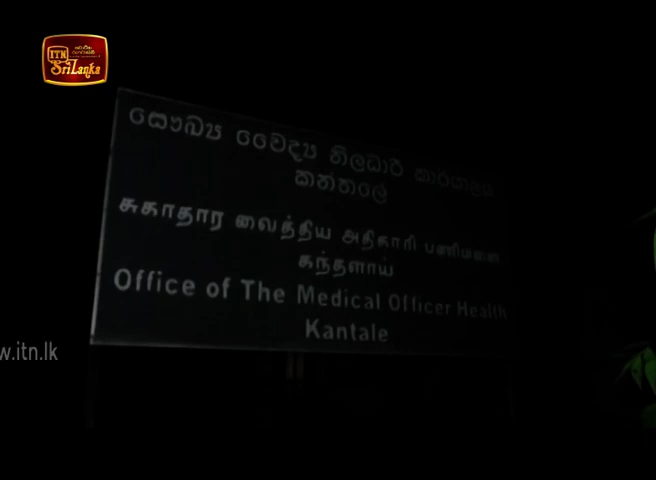 ITN
SriLanka
සෞඛ්‍ය වෛද්‍ය නිලධාරී කාර්යාලය
කන්තලේ
சுகாதார வைத்திய அதிகாரி பணிமனை
கந்தளாய்
Office of The Medical Officer Health
Kantale
w.itn.lk